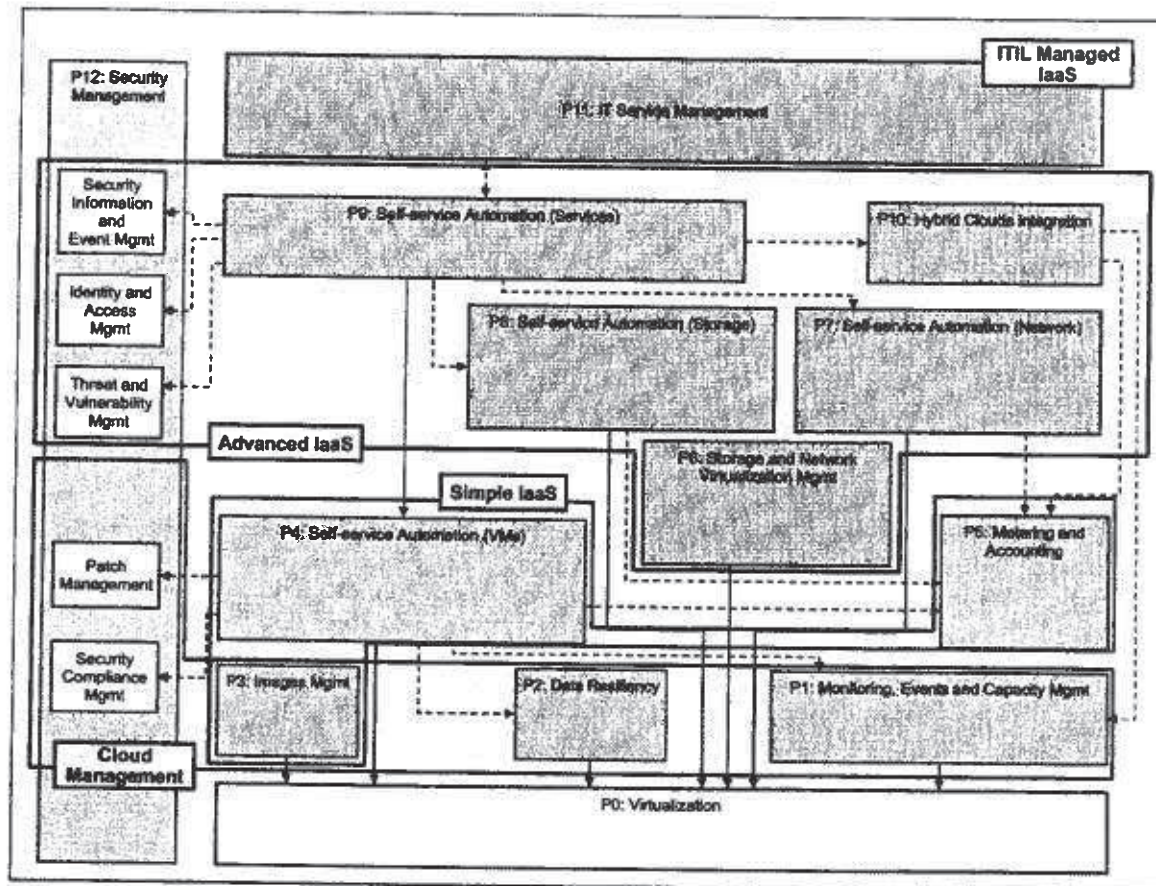 ITIL Managed
IaaS
P12: Security
Management
P11: IT Service Management
Security
Information
and
Event Mgmt
P9: Self-service Automation (Services)
P10: Hybrid Clouds Integration
Identity and
Access
Mgmt
P8: Self-service Automation (Storage)
P7: Self-service Automation (Network)
Threat and
Vulnerability
Mgmt
Advanced IaaS
P6: Storage and Network
Virtualization Mgmt
Simple IaaS
P4: Self-service Automation (VMs)
P5: Metering and
Accounting
Patch
Management
Security
Compliance
Mgmt
P3: Images Mgmt
P2: Data Resiliency
P1: Monitoring, Events and Capacity Mgmt
Cloud
Management
P0: Virtualization